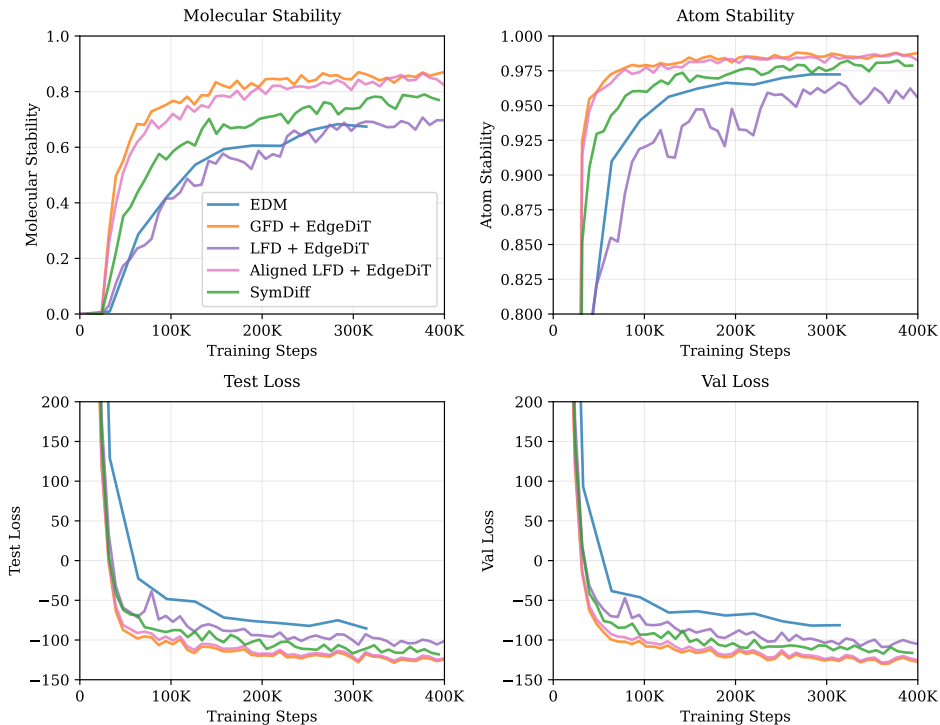 Molecular Stability
1.0
0.8
0.6
0.4
0.2
0.0
Molecular Stability
EDM
GFD + EdgeDiT
LFD + EdgeDiT
Aligned LFD + EdgeDiT
SymDiff
0 100K 200K 300K 400K
Training Steps
Atom Stability
1.000
0.975
0.950
0.925
0.900
0.875
0.850
0.825
0.800
Atom Stability
0 100K 200K 300K 400K
Training Steps
Test Loss
200
150
100
50
0
−50
−100
−150
Test Loss
0 100K 200K 300K 400K
Training Steps
Val Loss
200
150
100
50
0
−50
−100
−150
Val Loss
0 100K 200K 300K 400K
Training Steps